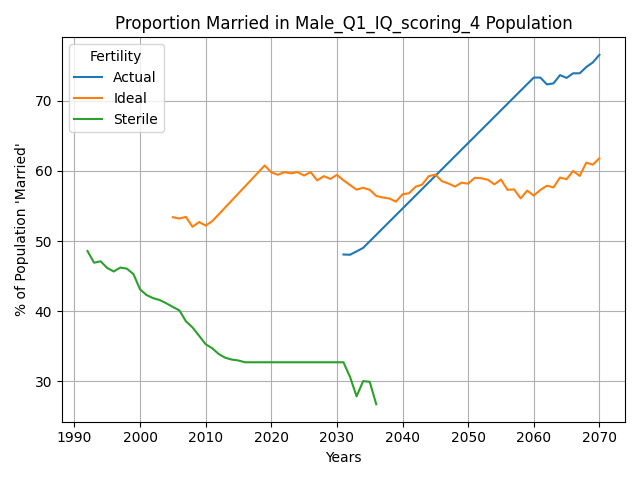 Proportion Married in Male_Q1_IQ_scoring_4 Population
Fertility
Actual
Ideal
Sterile
% of Population 'Married'
70
60
50
40
30
1990 2000 2010 2020 2030 2040 2050 2060 2070
Years